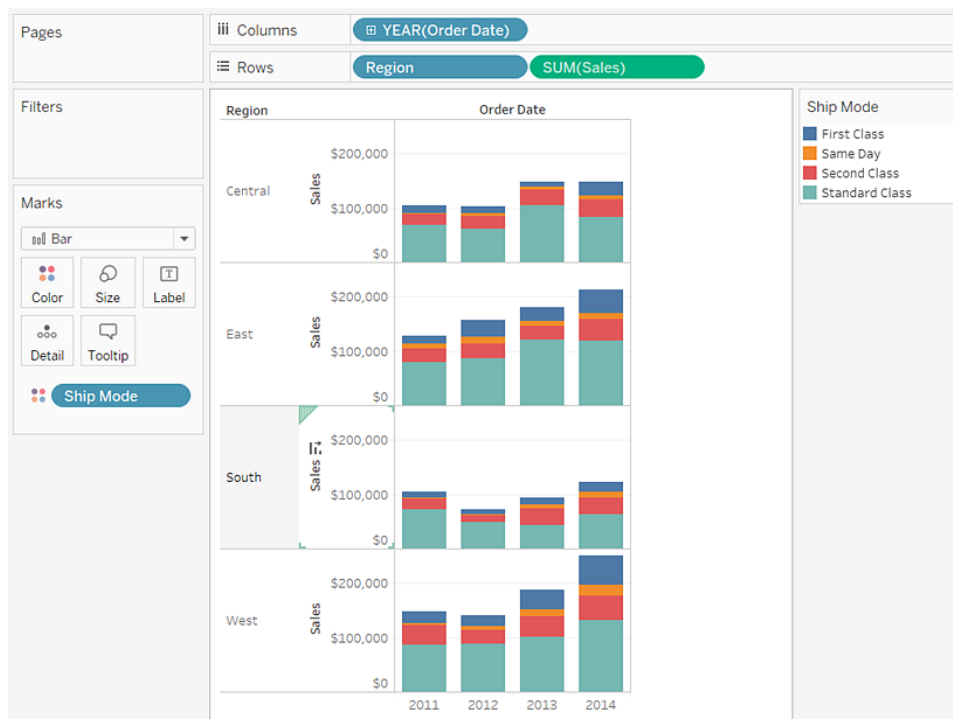 Pages
Columns
YEAR(Order Date)
Rows
Region
SUM(Sales)
Filters
Marks
Bar
Color
Size
Label
Detail
Tooltip
Ship Mode
Region
Order Date
Central
Sales
$200,000
$100,000
$0
East
Sales
$200,000
$100,000
$0
South
Sales
$200,000
$100,000
$0
West
Sales
$200,000
$100,000
$0
2011 2012 2013 2014
Ship Mode
First Class
Same Day
Second Class
Standard Class